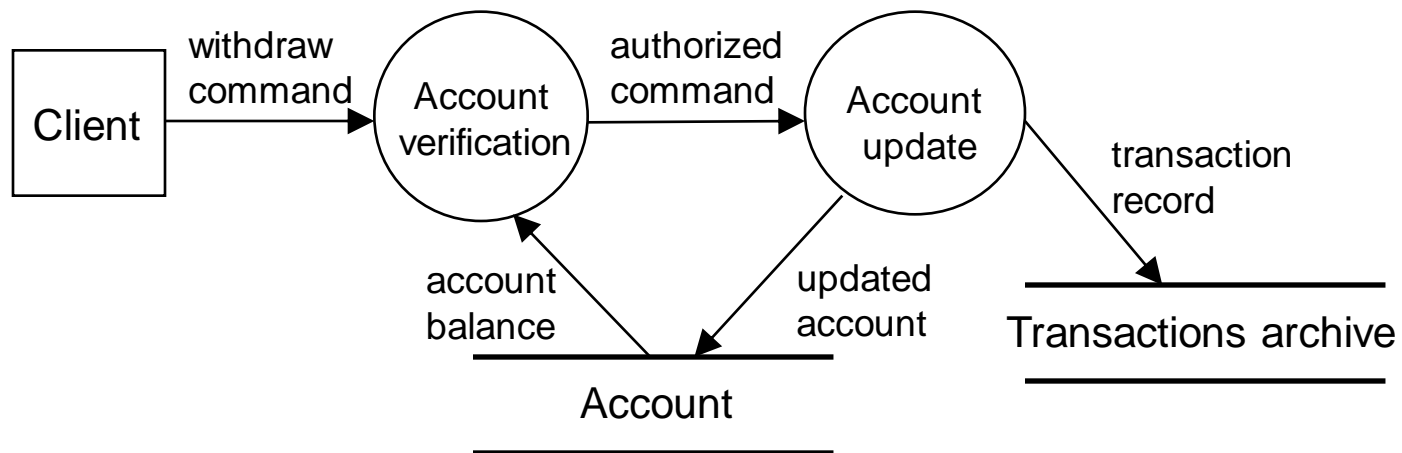 withdraw
command
authorized
command
Client
Account
verification
Account
update
transaction
record
account
balance
updated
account
Transactions archive
Account